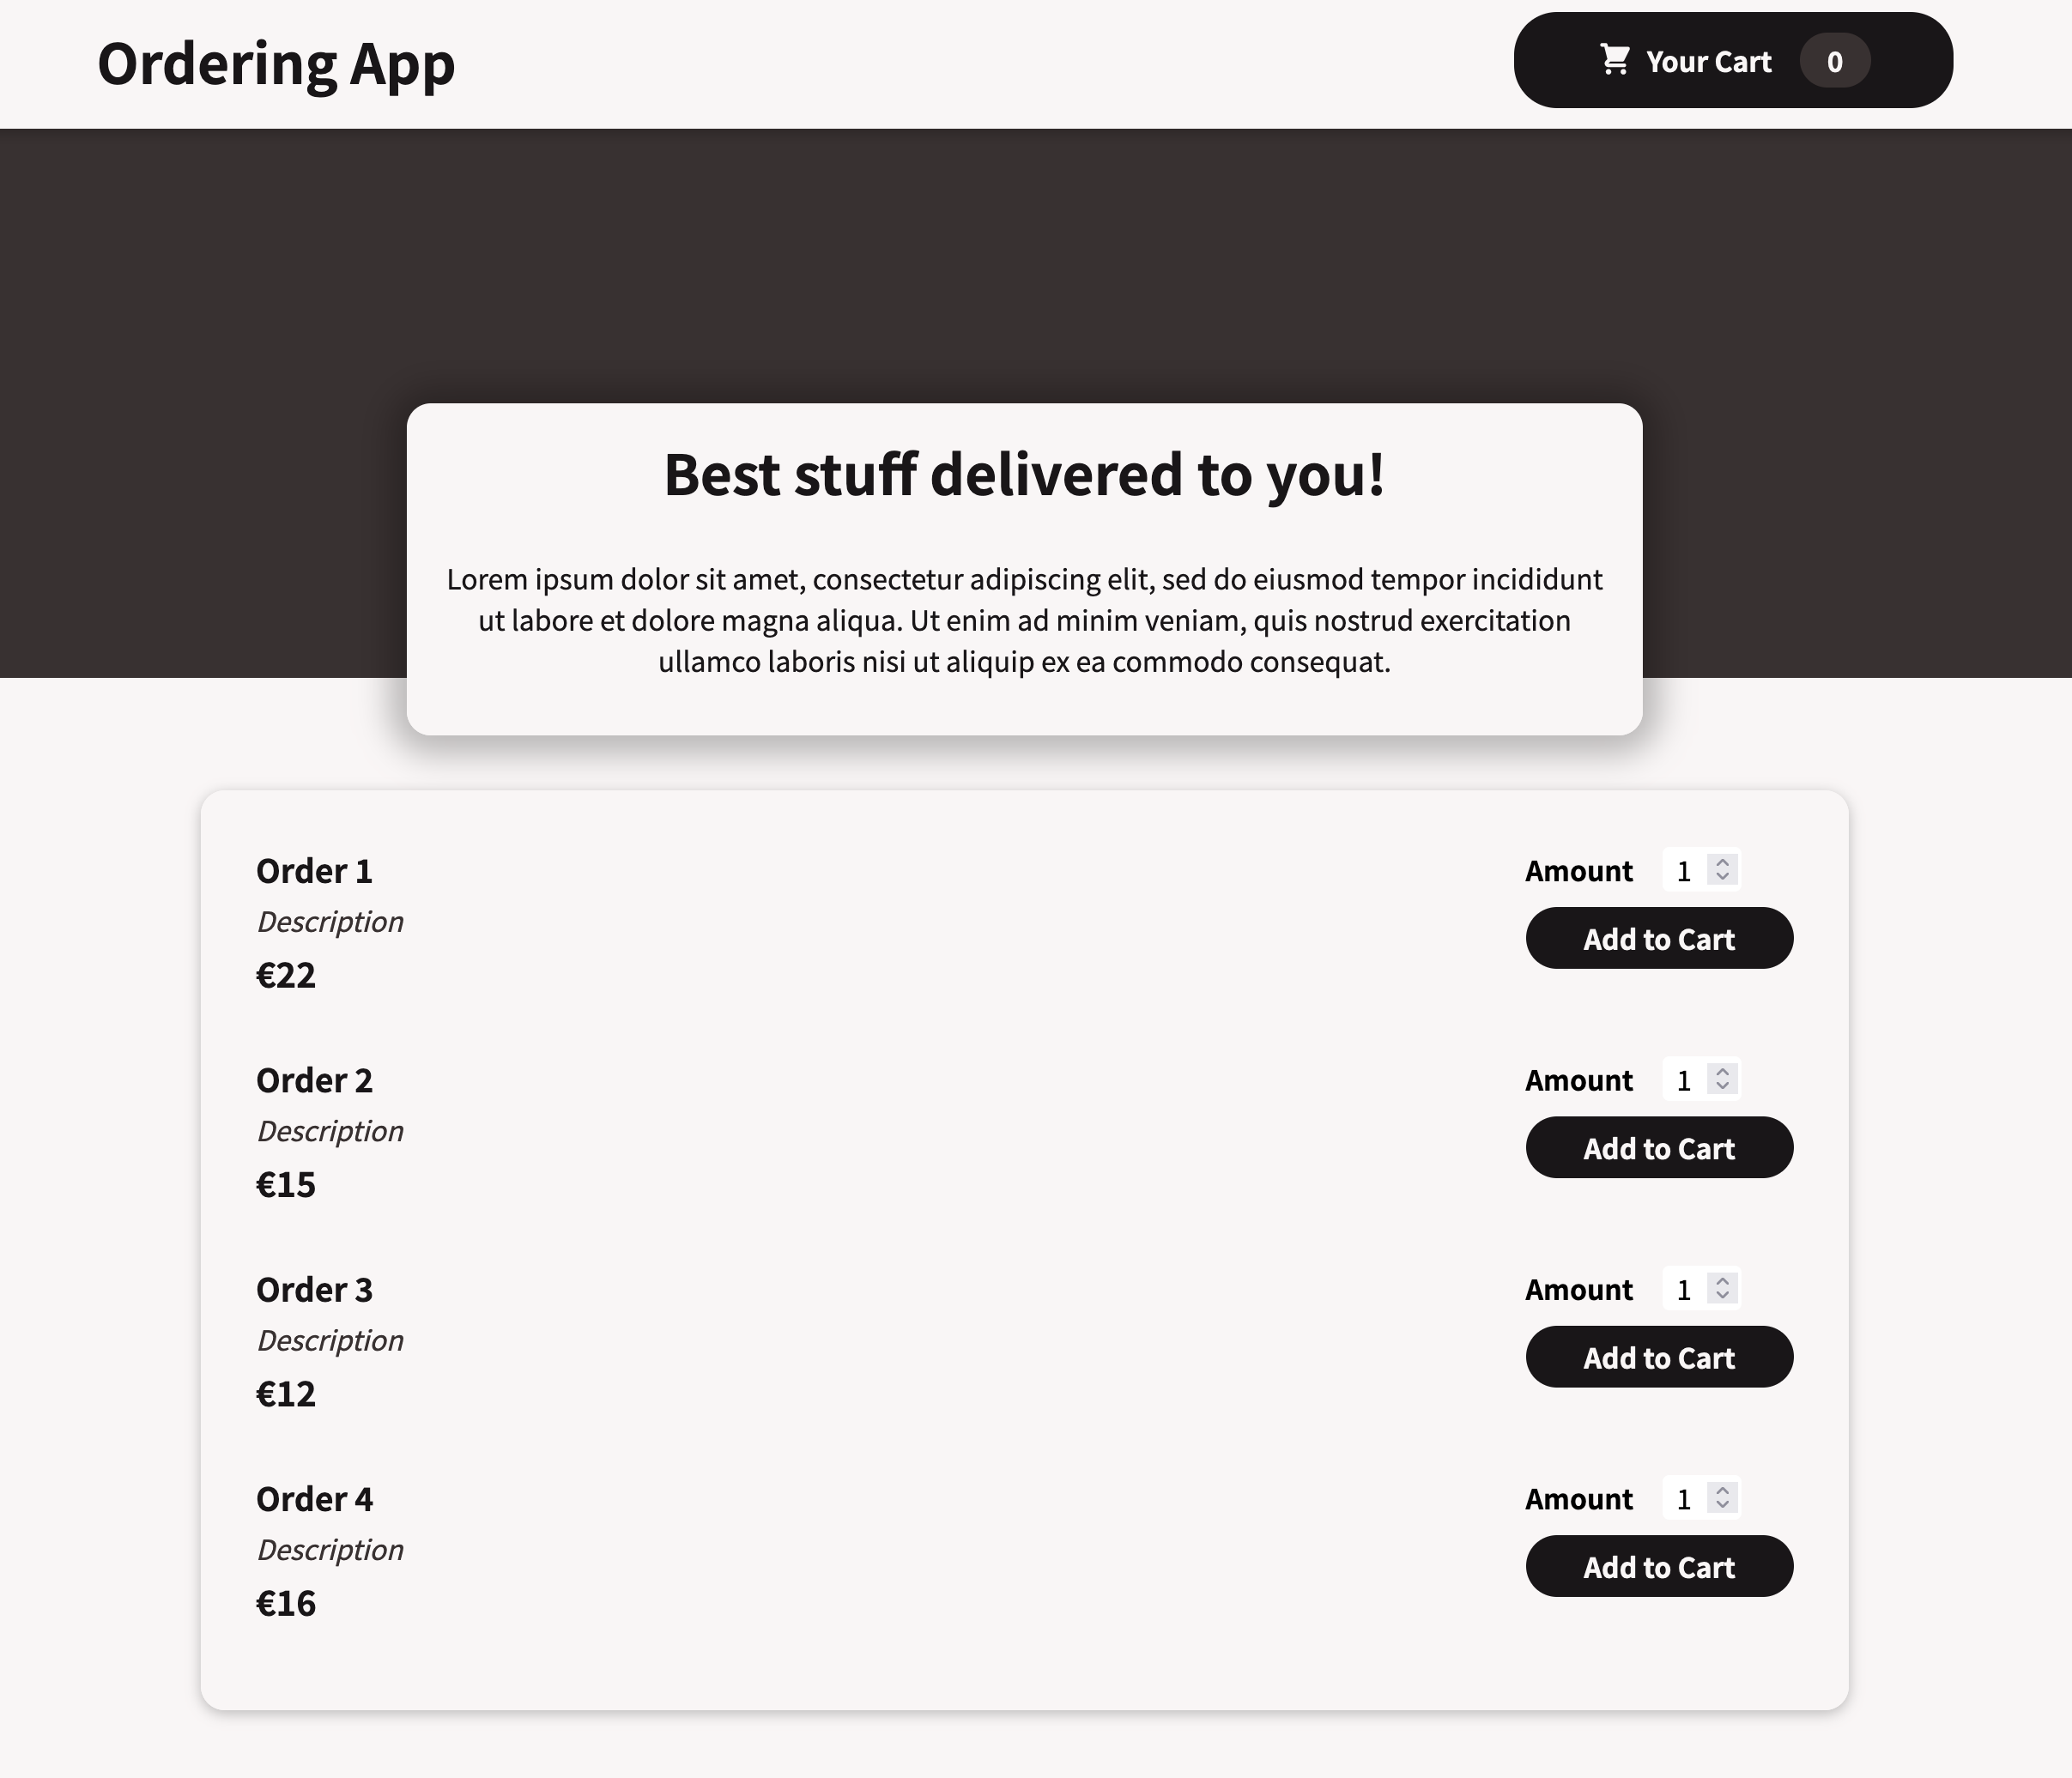 Ordering App
Your Cart 0
Best stuff delivered to you!
Lorem ipsum dolor sit amet, consectetur adipiscing elit, sed do eiusmod tempor incididunt
ut labore et dolore magna aliqua. Ut enim ad minim veniam, quis nostrud exercitation
ullamco laboris nisi ut aliquip ex ea commodo consequat.
Order 1
Description
€22
Amount 1
Add to Cart
Order 2
Description
€15
Amount 1
Add to Cart
Order 3
Description
€12
Amount 1
Add to Cart
Order 4
Description
€16
Amount 1
Add to Cart